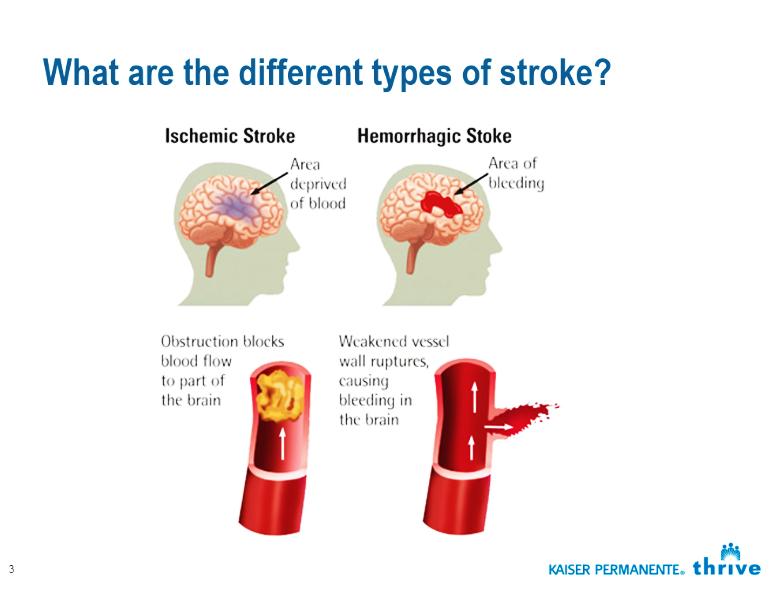 What are the different types of stroke?
Ischemic Stroke
Area
deprived
of blood
Hemorrhagic Stoke
Area of
bleeding
Obstruction blocks
blood flow
to part of
the brain
Weakened vessel
wall ruptures,
causing
bleeding in
the brain
3
KAISER PERMANENTE® thrive